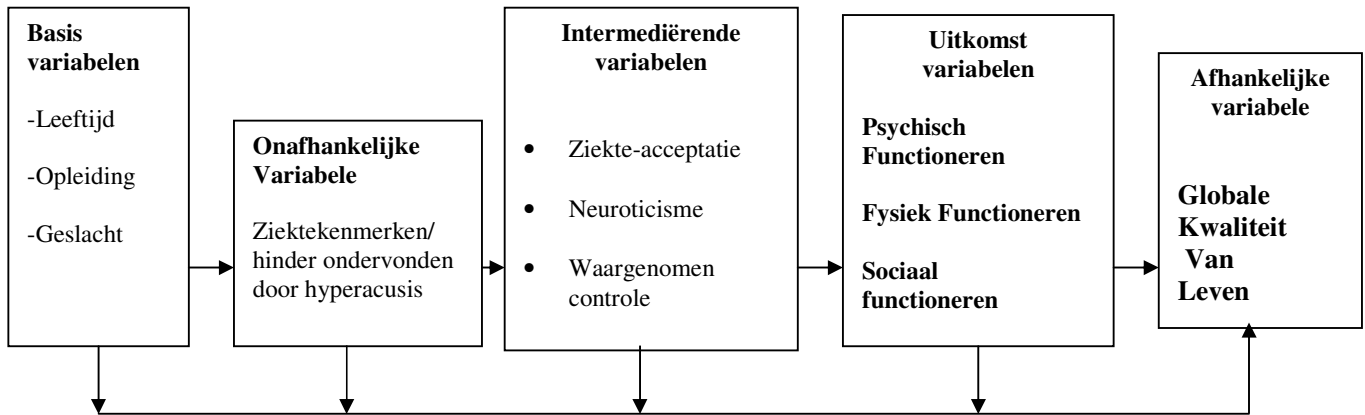 Basis
variabelen
-Leeftijd
-Opleiding
-Geslacht
Onafhankelijke
Variabele
Ziektekenmerken/
hinder ondervonden
door hyperacusis
Intermediërende
variabelen
• Ziekte-acceptatie
• Neuroticisme
• Waargenomen
controle
Uitkomst
variabelen
Psychisch
Functioneren
Fysiek Functioneren
Sociaal
functioneren
Afhankelijke
variabele
Globale
Kwaliteit
Van
Leven